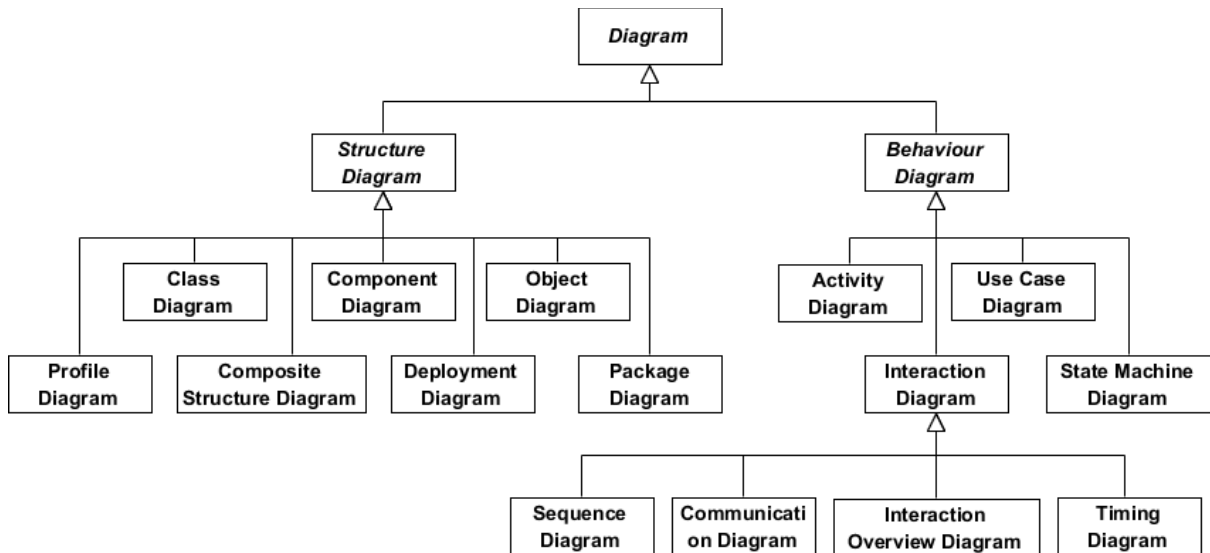 Diagram
Structure
Diagram
Behaviour
Diagram
Class
Diagram
Component
Diagram
Object
Diagram
Activity
Diagram
Use Case
Diagram
Profile
Diagram
Composite
Structure Diagram
Deployment
Diagram
Package
Diagram
Interaction
Diagram
State Machine
Diagram
Sequence
Diagram
Communicati
on Diagram
Interaction
Overview Diagram
Timing
Diagram